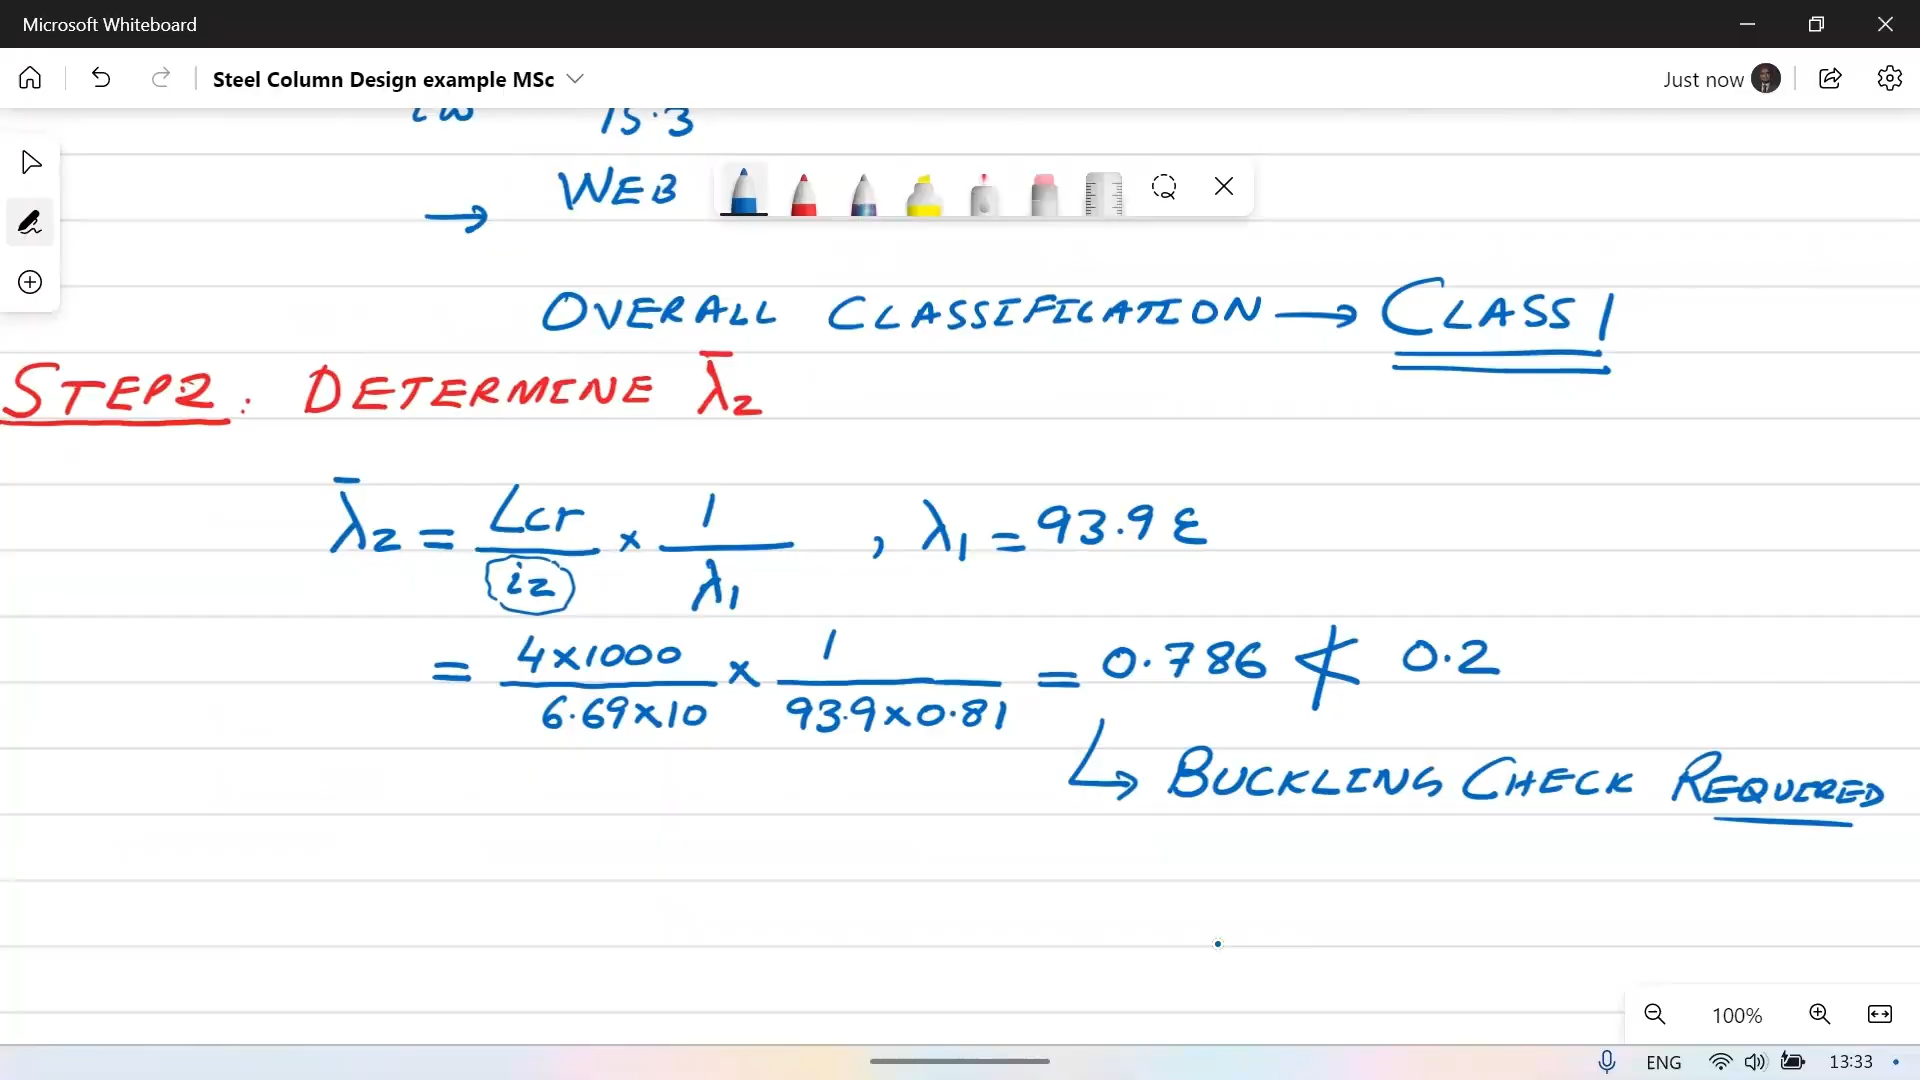 Microsoft Whiteboard
Steel Column Design example MSc
Just now
15.3
→ WEB
OVERALL CLASSIFICATION → CLASS 1
STEP2: DETERMINE λ̄z
λ̄z = Lcr / iz × 1 / λ1 , λ1 = 93.9 ε
= 4×1000 / 6.69×10 × 1 / 93.9×0.81 = 0.786 ≮ 0.2
↳ BUCKLING CHECK REQUIRED
100%
ENG 13:33